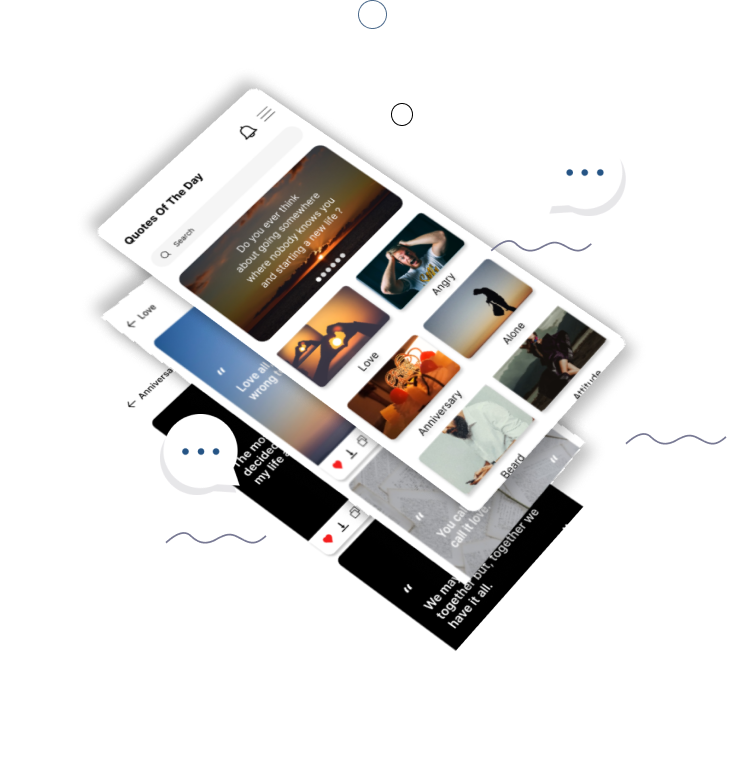 Quotes Of The Day
Search
Do you ever think
about going somewhere
where nobody knows you
and starting a new life ?
Love
Angry
Anniversary
Alone
Beard
Attitude
← Love
“
Love all
wrong to
“
You
call it love
← Anniversa
The mo
decided
my life
“
We may
together but, together we
have it all.